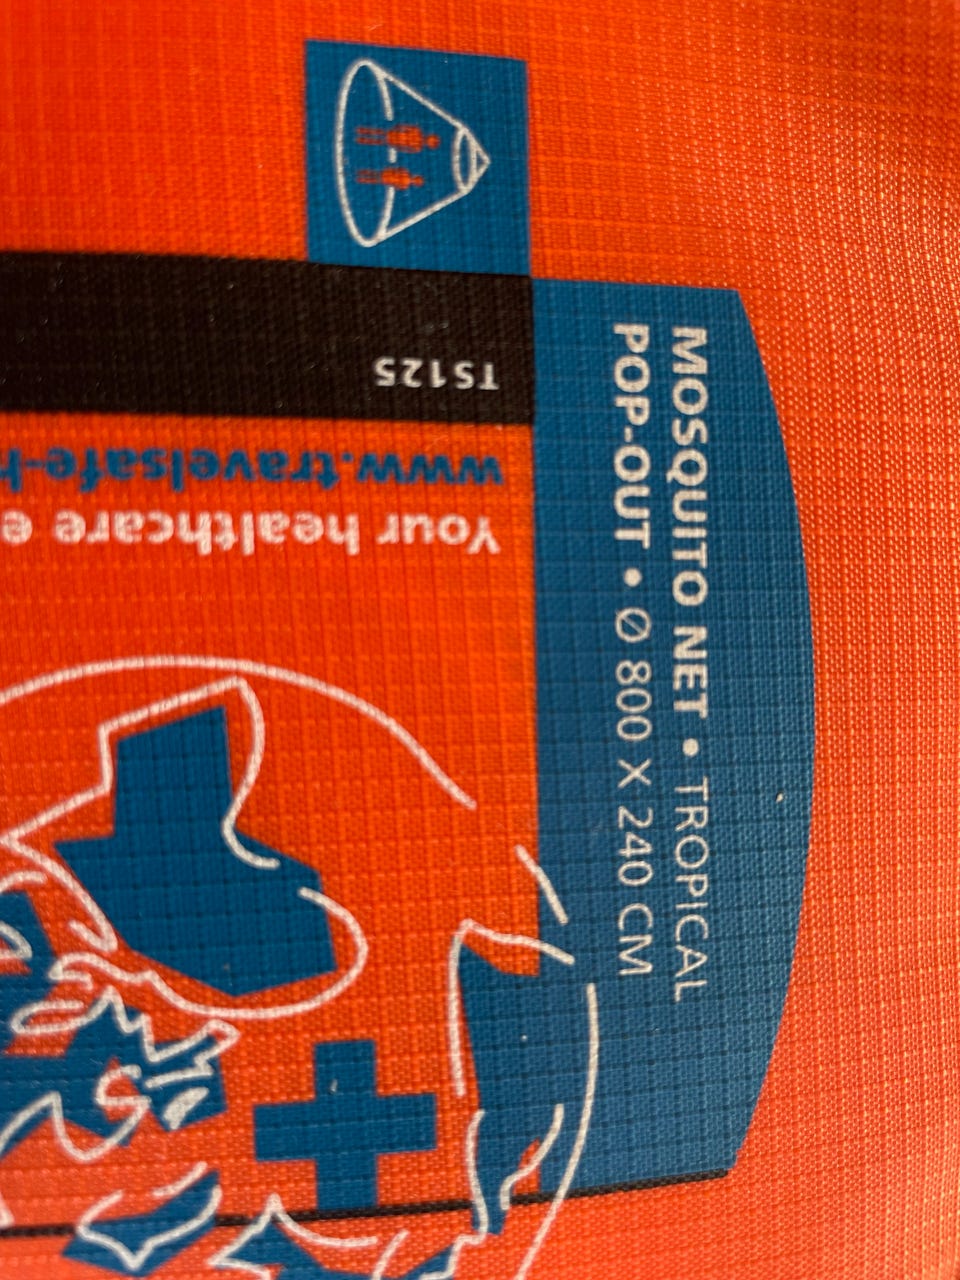 MOSQUITO NET • TROPICAL
POP-OUT • Ø 800 X 240 CM
TS125
www.travelsafe-h
Your healthcare e